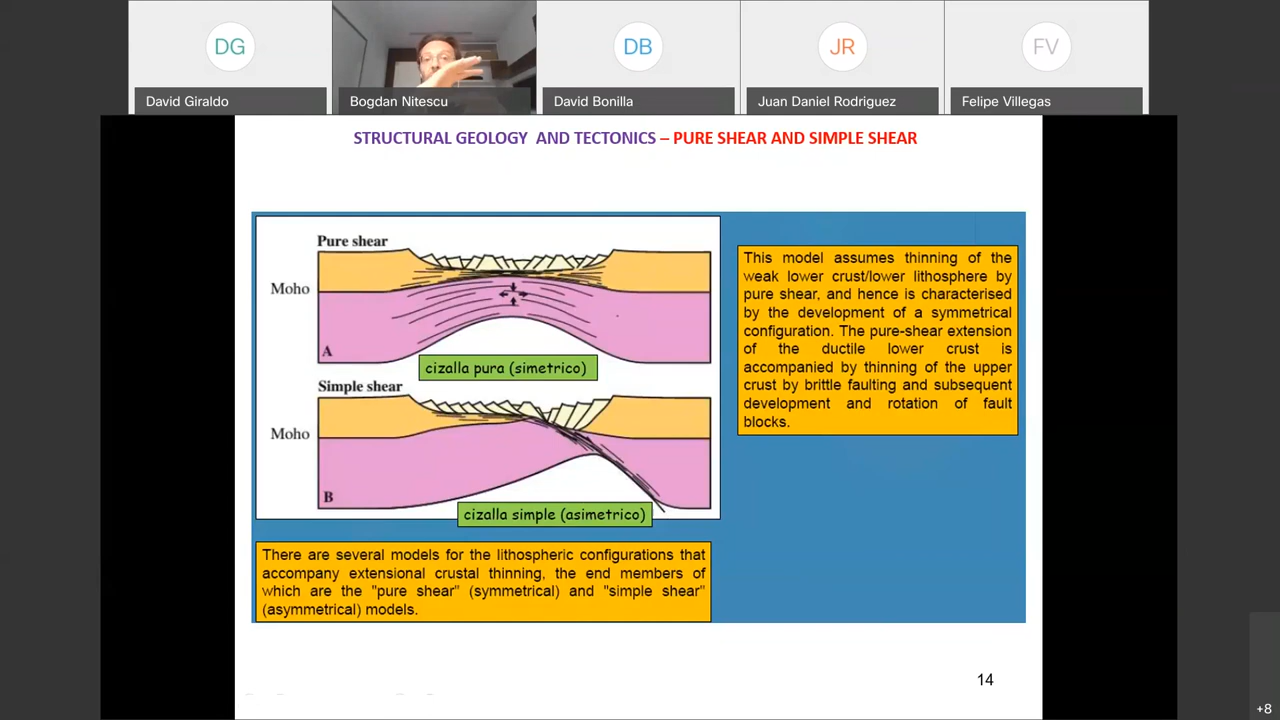 DG
DB
JR
FV
David Giraldo
Bogdan Nitescu
David Bonilla
Juan Daniel Rodriguez
Felipe Villegas
STRUCTURAL GEOLOGY AND TECTONICS – PURE SHEAR AND SIMPLE SHEAR
Pure shear
Moho
A
cizalla pura (simetrico)
Simple shear
Moho
B
cizalla simple (asimetrico)
There are several models for the lithospheric configurations that
accompany extensional crustal thinning, the end members of
which are the "pure shear" (symmetrical) and "simple shear"
(asymmetrical) models.
This model assumes thinning of the
weak lower crust/lower lithosphere by
pure shear, and hence is characterised
by the development of a symmetrical
configuration. The pure-shear extension
of the ductile lower crust is
accompanied by thinning of the upper
crust by brittle faulting and subsequent
development and rotation of fault
blocks.
14
+8